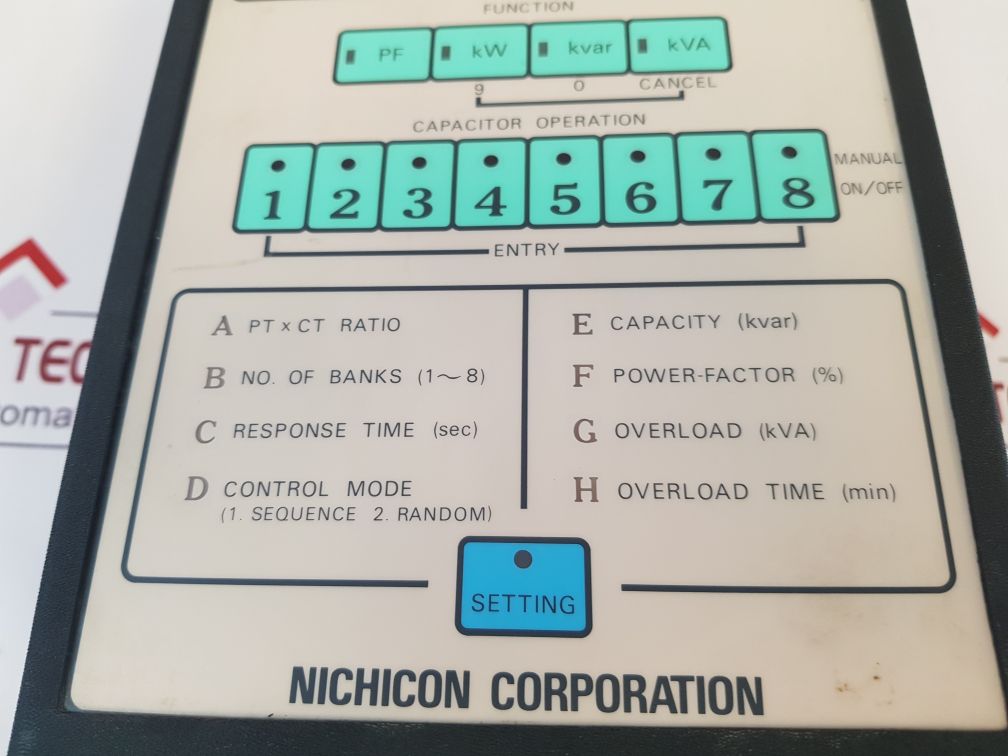 FUNCTION
PF kW kvar kVA
9 0 CANCEL
CAPACITOR OPERATION
1 2 3 4 5 6 7 8
MANUAL
ON/OFF
ENTRY
A PT×CT RATIO
B NO. OF BANKS (1～8)
C RESPONSE TIME (sec)
D CONTROL MODE
(1. SEQUENCE 2. RANDOM)
E CAPACITY (kvar)
F POWER-FACTOR (%)
G OVERLOAD (kVA)
H OVERLOAD TIME (min)
SETTING
NICHICON CORPORATION